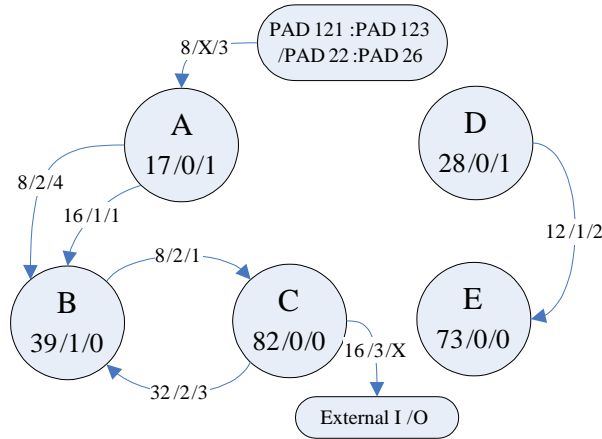 PAD 121 :PAD 123
/PAD 22 :PAD 26
8/X/3
A
17/0/1
D
28/0/1
8/2/4
16/1/1
12/1/2
8/2/1
B
39/1/0
C
82/0/0
E
73/0/0
16/3/X
32/2/3
External I /O